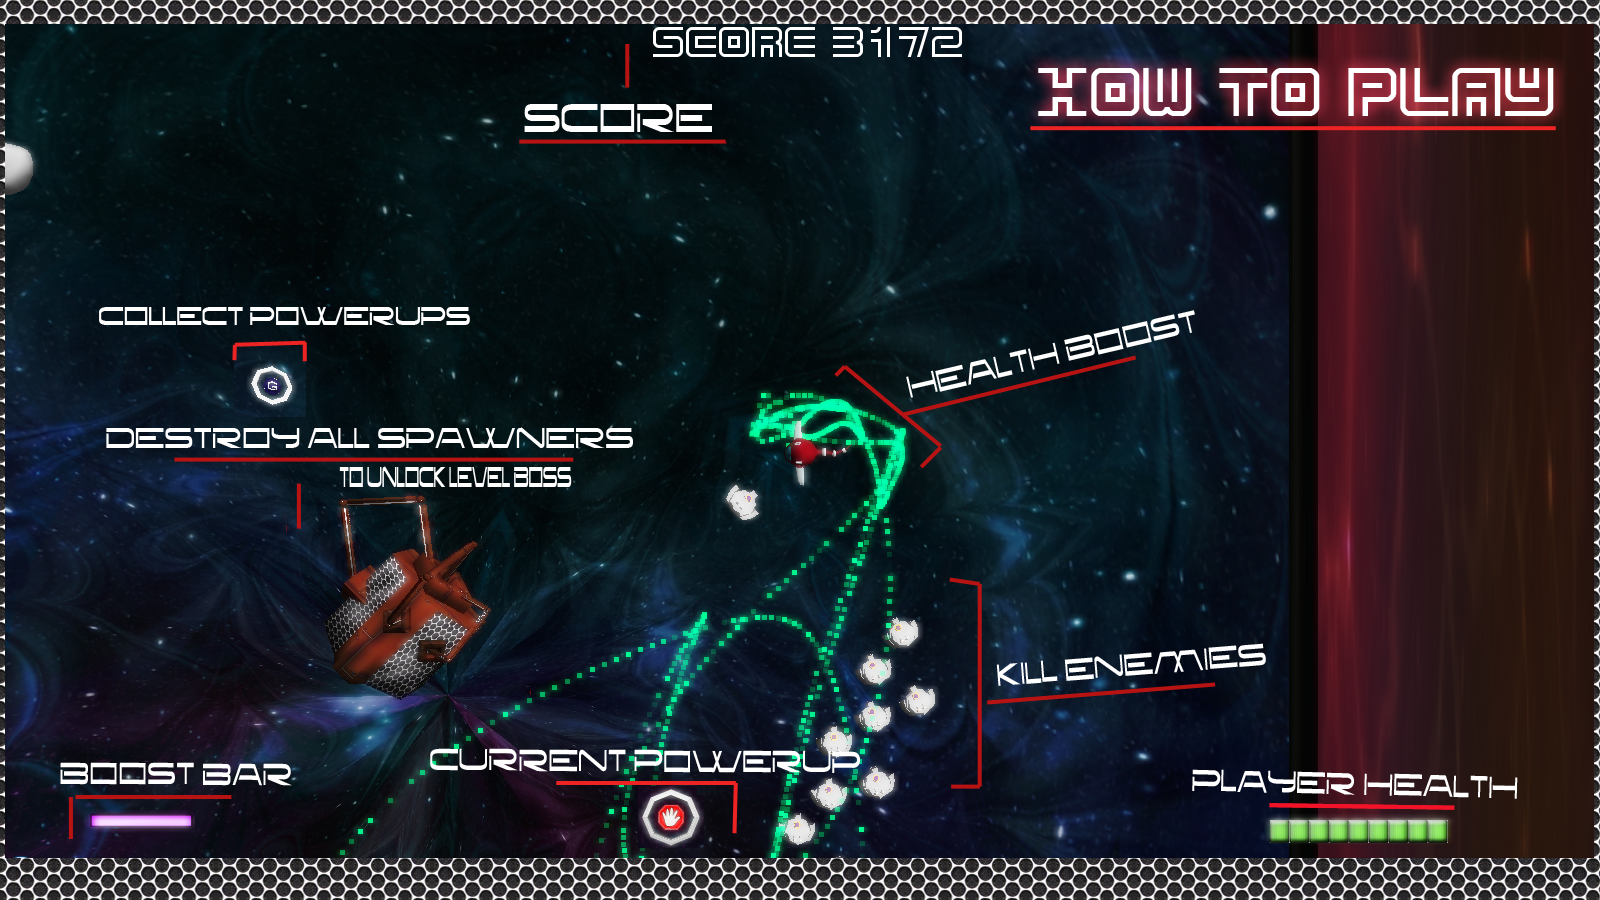 SCORE 3172
HOW TO PLAY
SCORE
COLLECT POWERUPS
G
HEALTH BOOST
DESTROY ALL SPAWNERS
TO UNLOCK LEVEL BOSS
KILL ENEMIES
CURRENT POWERUP
BOOST BAR
PLAYER HEALTH